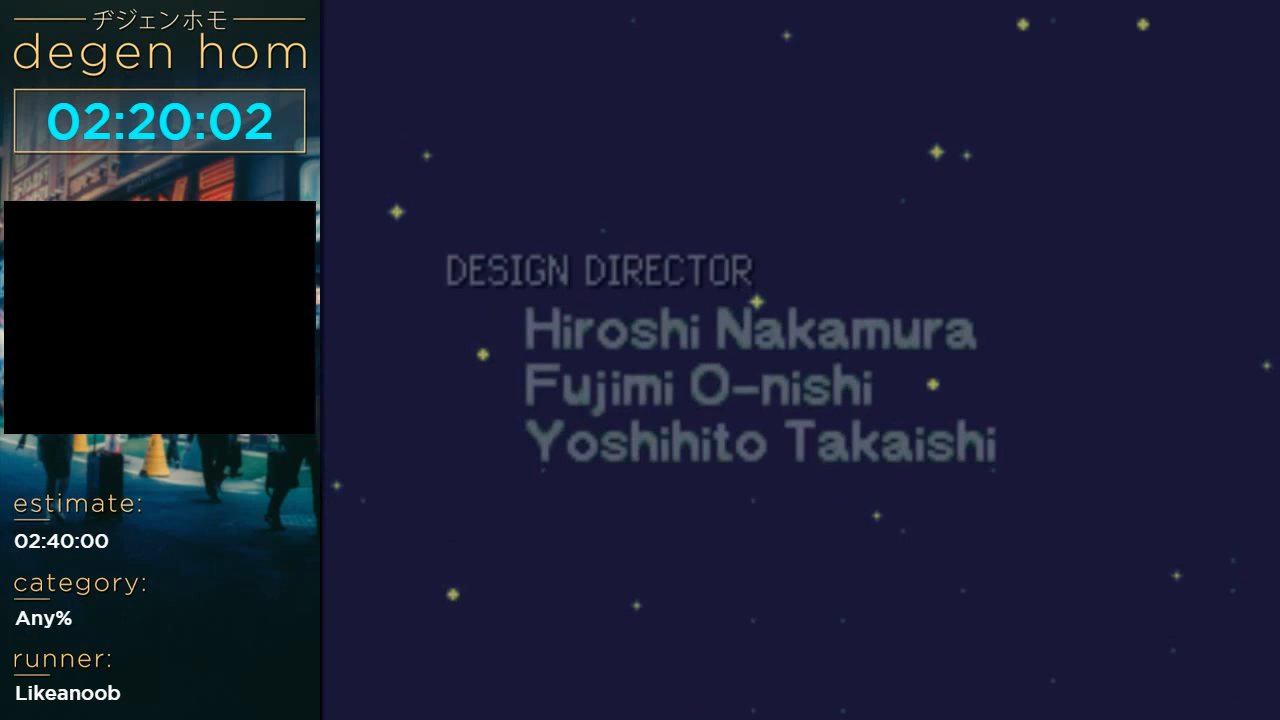 ヂジェンホモ
degen hom
02:20:02
DESIGN DIRECTOR
Hiroshi Nakamura
Fujimi O-nishi
Yoshihito Takaishi
estimate:
02:40:00
category:
Any%
runner:
Likeanoob